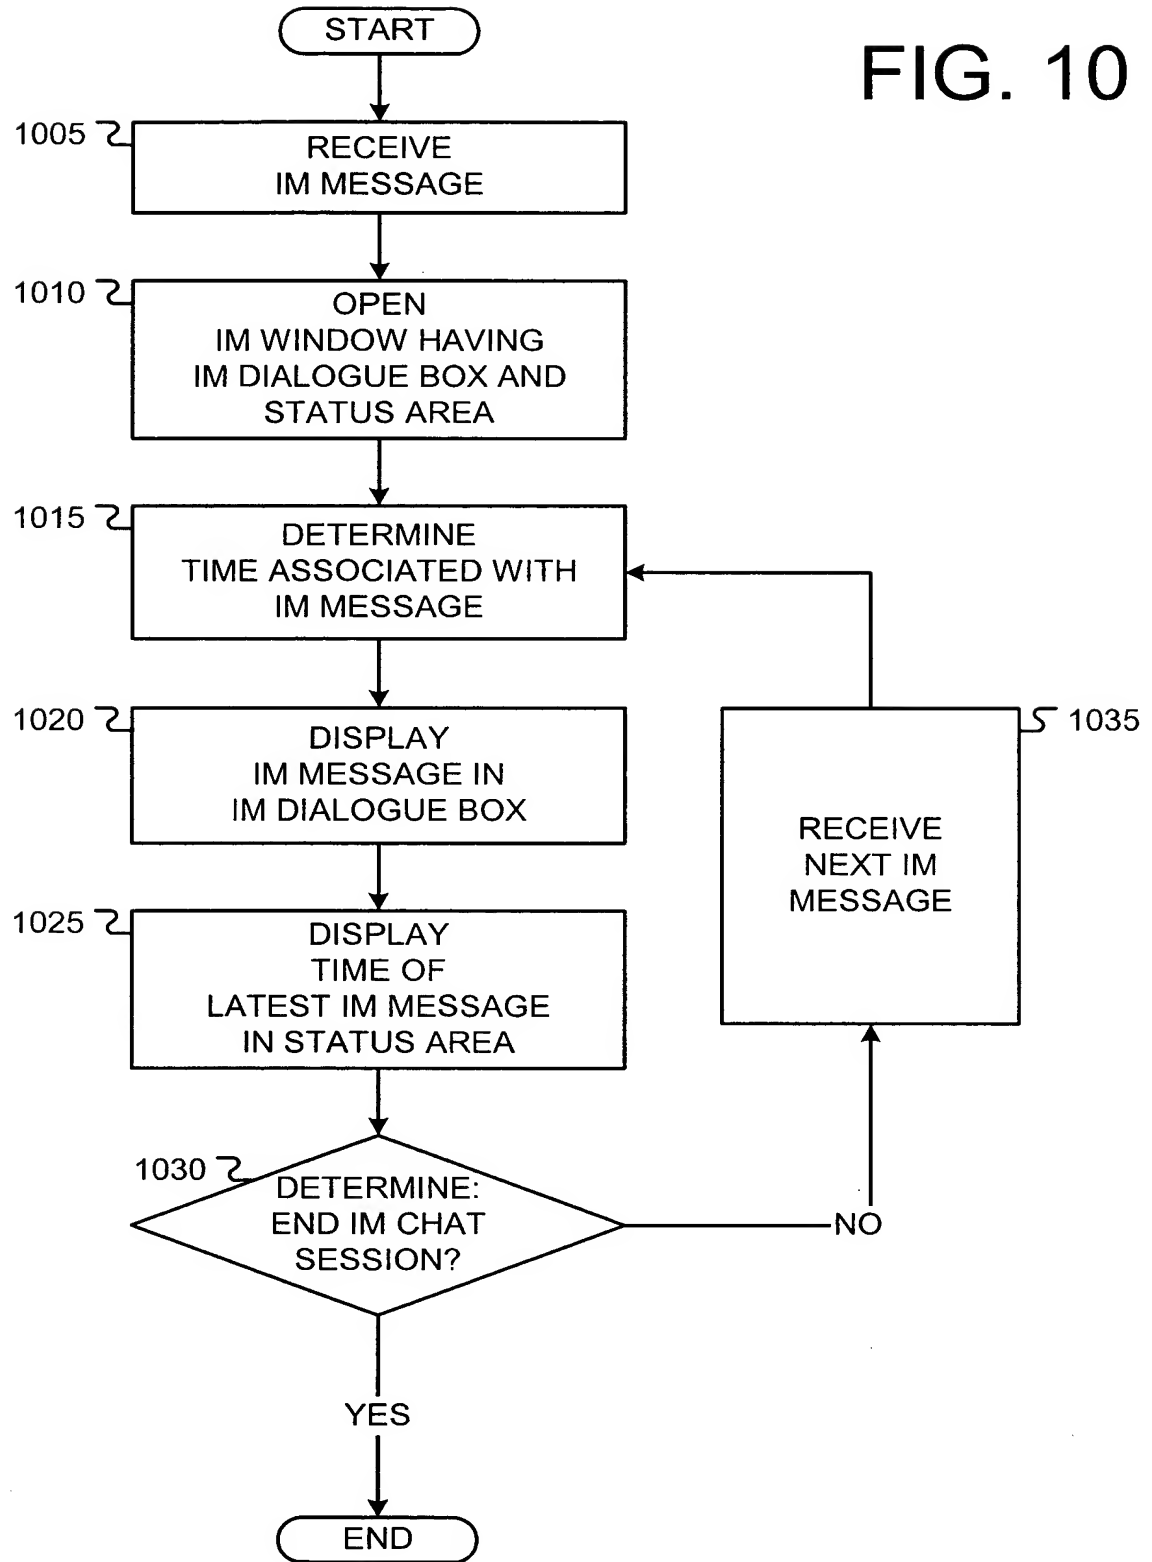 START
FIG. 10
1005
RECEIVE
IM MESSAGE
1010
OPEN
IM WINDOW HAVING
IM DIALOGUE BOX AND
STATUS AREA
1015
DETERMINE
TIME ASSOCIATED WITH
IM MESSAGE
1020
DISPLAY
IM MESSAGE IN
IM DIALOGUE BOX
1035
RECEIVE
NEXT IM
MESSAGE
1025
DISPLAY
TIME OF
LATEST IM MESSAGE
IN STATUS AREA
1030
DETERMINE:
END IM CHAT
SESSION?
NO
YES
END